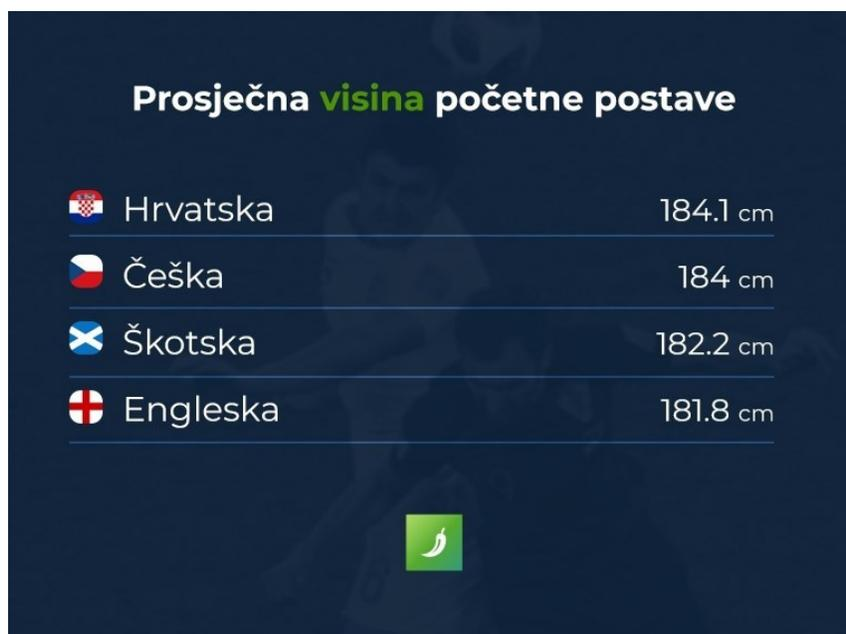 Prosječna visina početne postave
Hrvatska 184.1 cm
Češka 184 cm
Škotska 182.2 cm
Engleska 181.8 cm